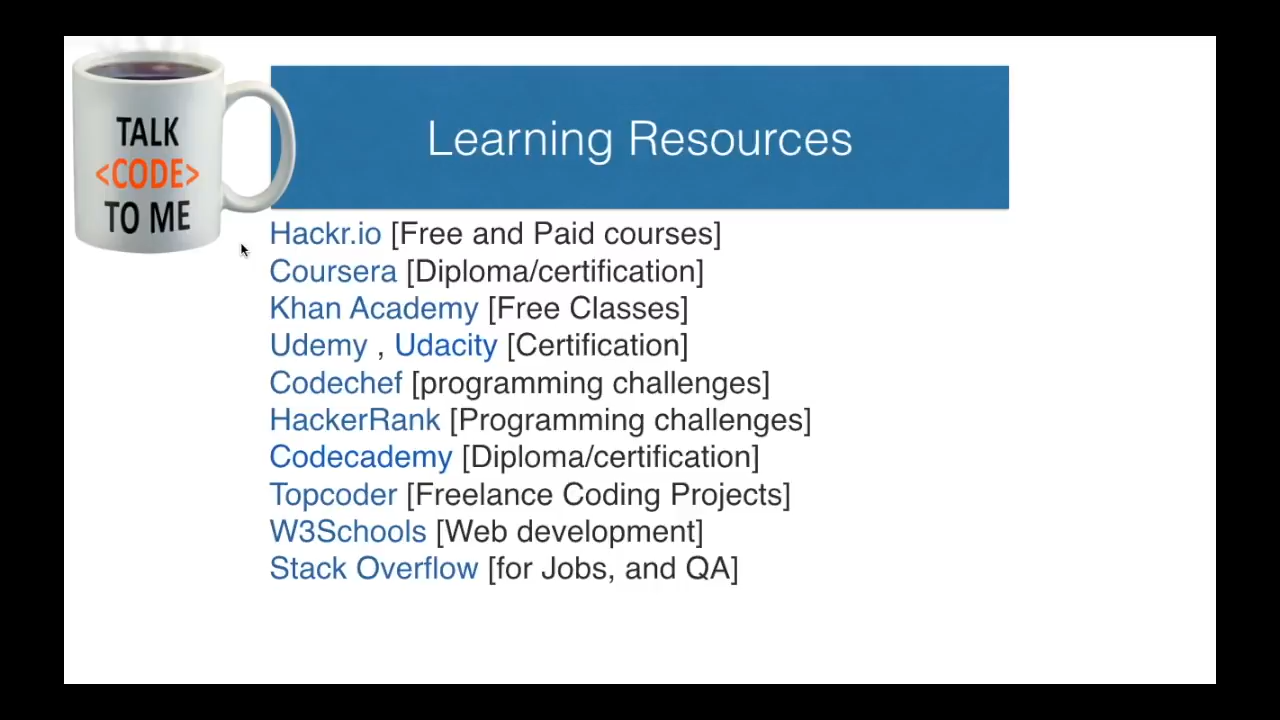 TALK
<CODE>
TO ME
Learning Resources
Hackr.io [Free and Paid courses]
Coursera [Diploma/certification]
Khan Academy [Free Classes]
Udemy , Udacity [Certification]
Codechef [programming challenges]
HackerRank [Programming challenges]
Codecademy [Diploma/certification]
Topcoder [Freelance Coding Projects]
W3Schools [Web development]
Stack Overflow [for Jobs, and QA]